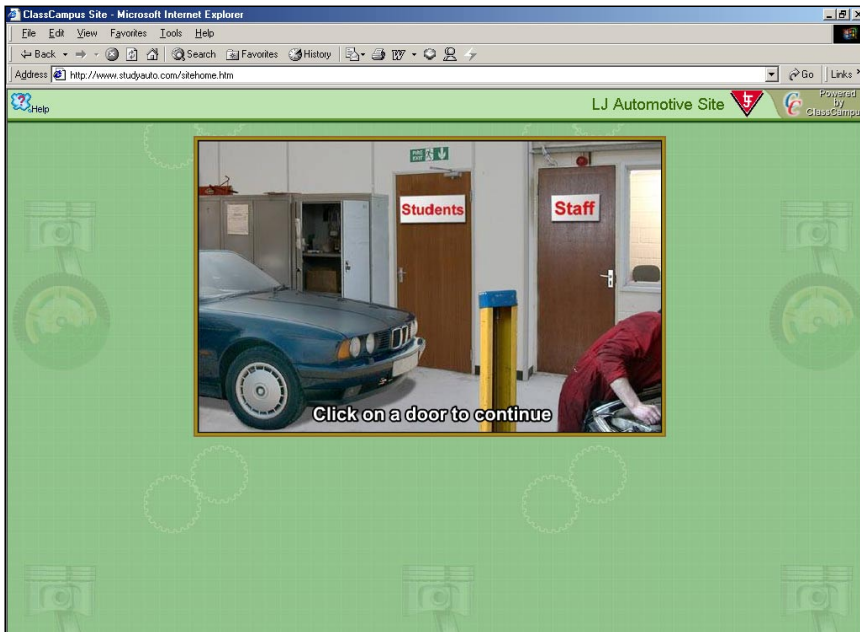 ClassCampus Site - Microsoft Internet Explorer
File Edit View Favorites Tools Help
Back Search Favorites History
Address http://www.studyauto.com/sitehome.htm Go Links
Help LJ Automotive Site Powered by ClassCampus
FIRE EXIT
Students Staff
Click on a door to continue